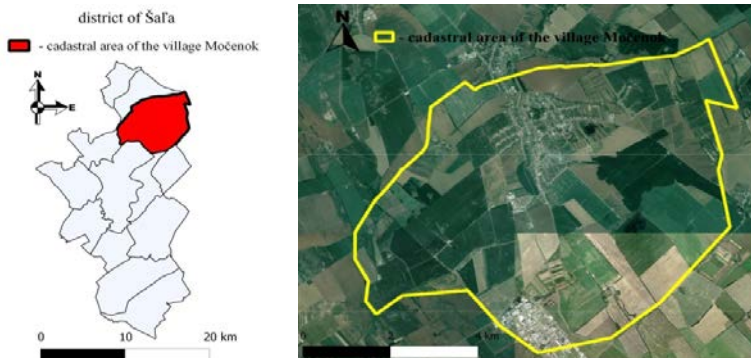 district of Šaľa
- cadastral area of the village Močenok
N
E
0 10 20 km
N
- cadastral area of the village Močenok
km